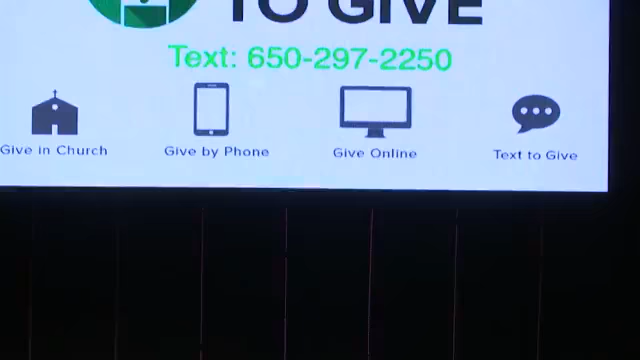 TO GIVE
Text: 650-297-2250
Give in Church
Give by Phone
Give Online
Text to Give